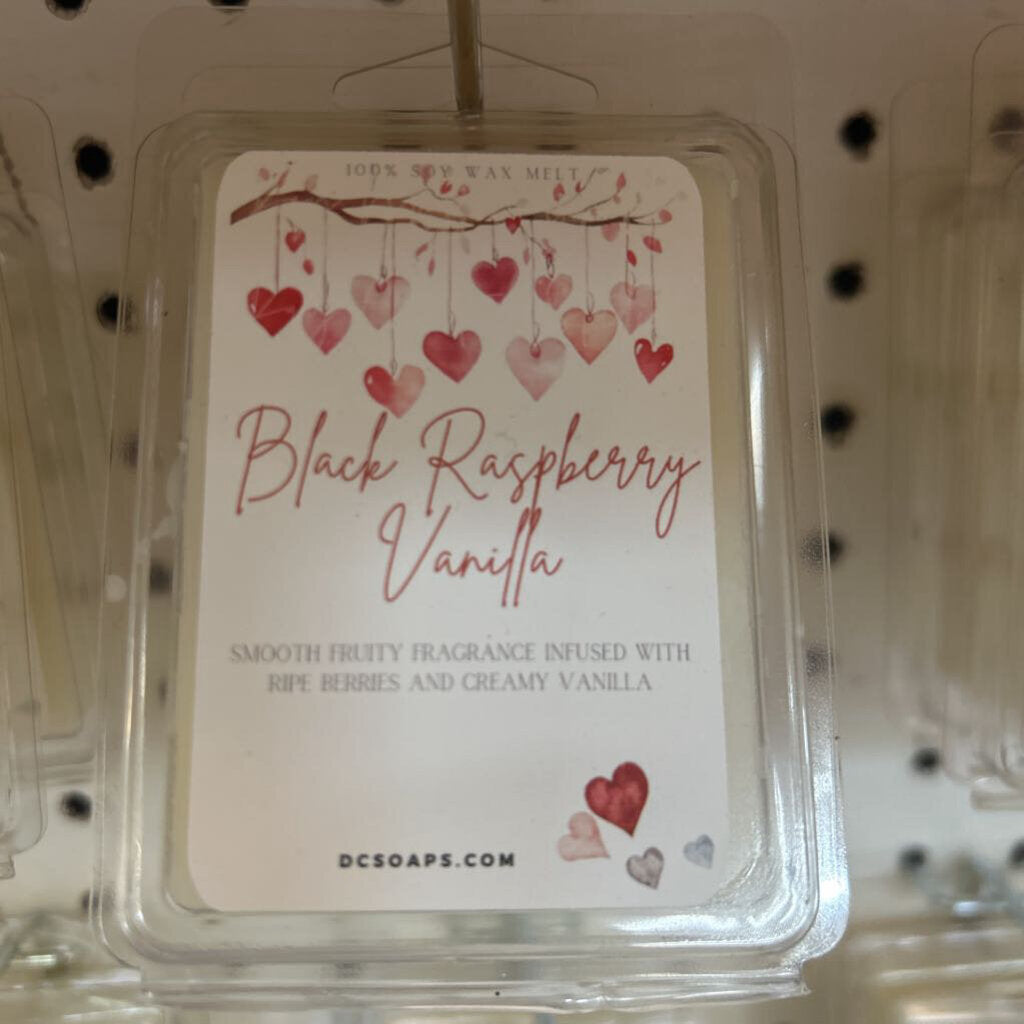 100% SOY WAX MELT
Black Raspberry
Vanilla
SMOOTH FRUITY FRAGRANCE INFUSED WITH
RIPE BERRIES AND CREAMY VANILLA
DCSOAPS.COM